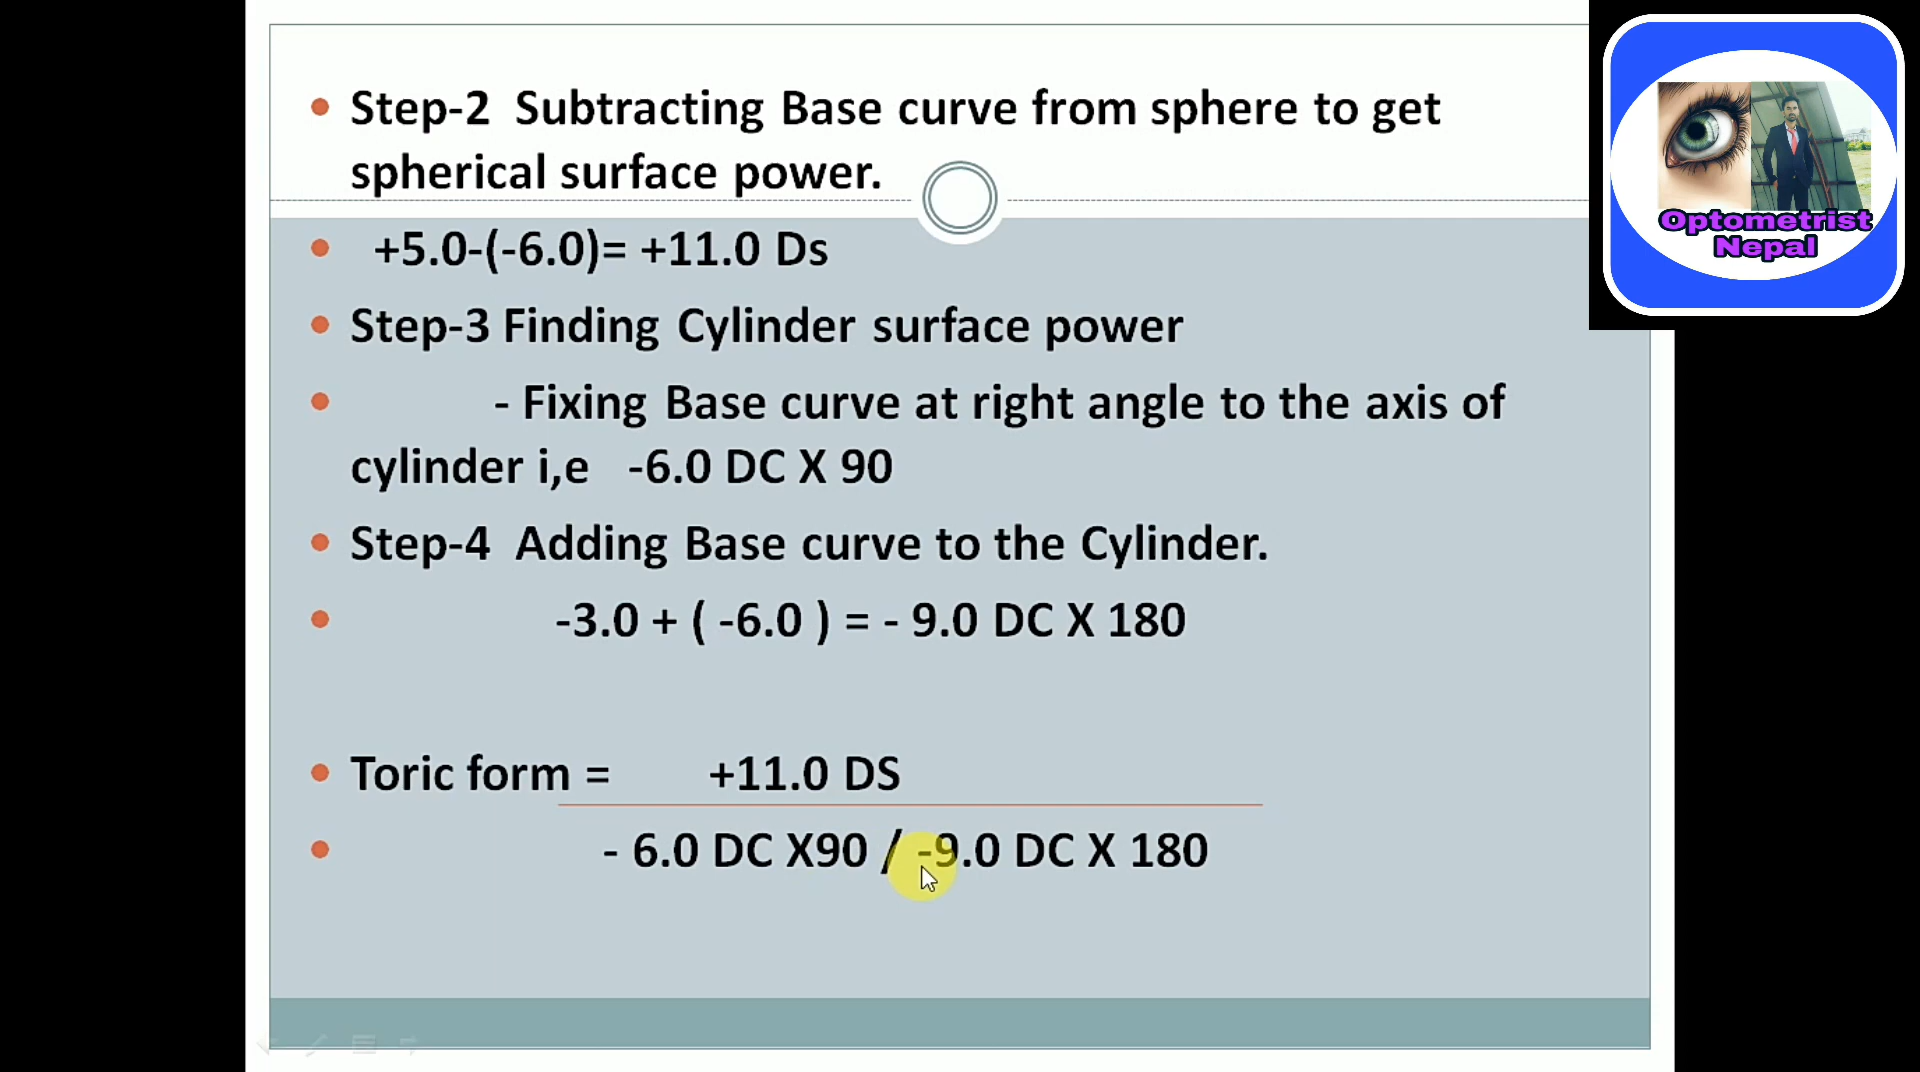 Step-2 Subtracting Base curve from sphere to get
spherical surface power.
+5.0-(-6.0)= +11.0 Ds
Step-3 Finding Cylinder surface power
- Fixing Base curve at right angle to the axis of
cylinder i,e -6.0 DC X 90
Step-4 Adding Base curve to the Cylinder.
-3.0 + ( -6.0 ) = - 9.0 DC X 180
Toric form = +11.0 DS
- 6.0 DC X90 / -9.0 DC X 180
Optometrist
Nepal